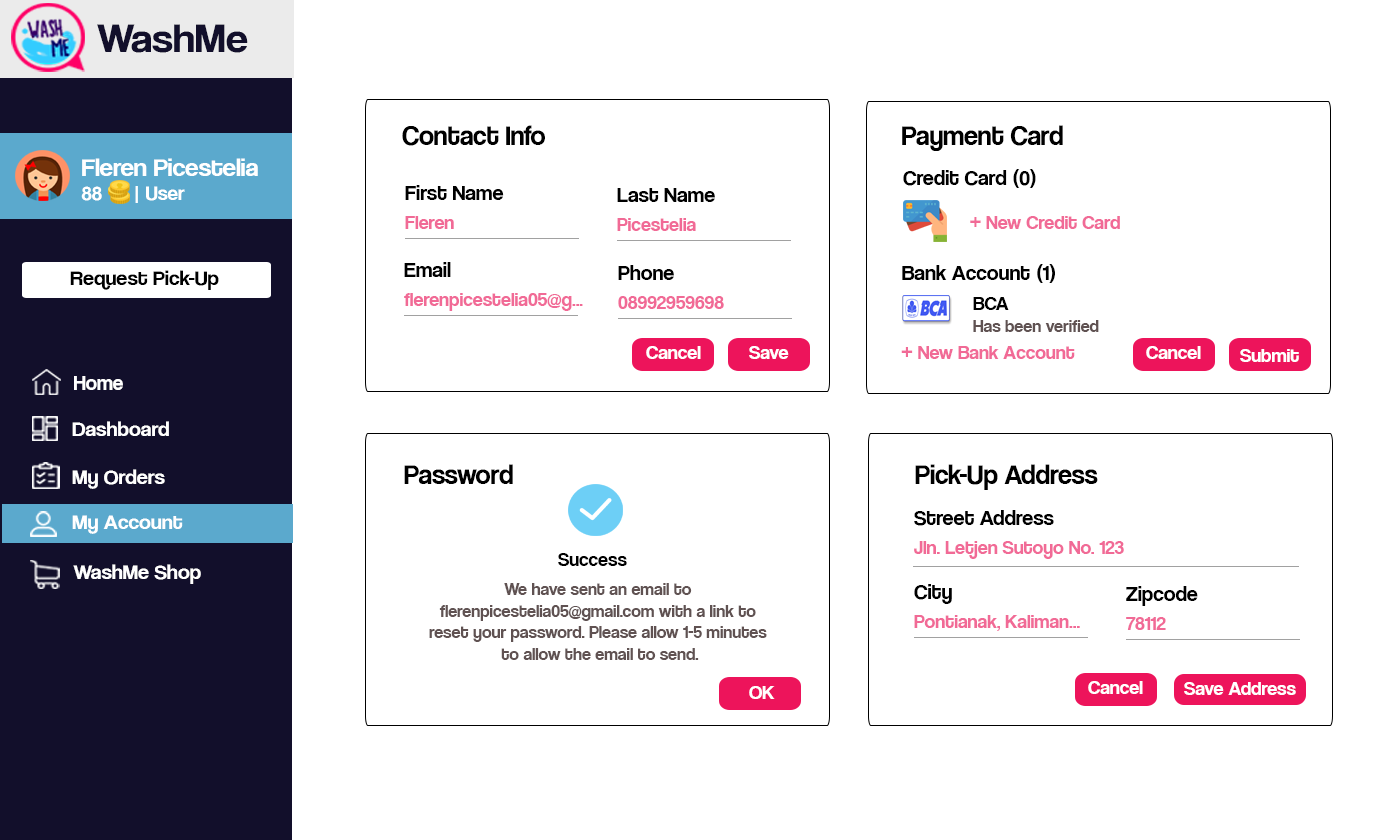 WASH
ME
WashMe
Fleren Picestelia
88 | User
Request Pick-Up
Home
Dashboard
My Orders
My Account
WashMe Shop
Contact Info
First Name
Last Name
Fleren
Picestelia
Email
Phone
flerenpicestelia05@g...
08992959698
Cancel
Save
Payment Card
Credit Card (0)
+ New Credit Card
Bank Account (1)
BCA
BCA
Has been verified
+ New Bank Account
Cancel
Submit
Password
Success
We have sent an email to
flerenpicestelia05@gmail.com with a link to
reset your password. Please allow 1-5 minutes
to allow the email to send.
OK
Pick-Up Address
Street Address
Jln. Letjen Sutoyo No. 123
City
Zipcode
Pontianak, Kaliman...
78112
Cancel
Save Address